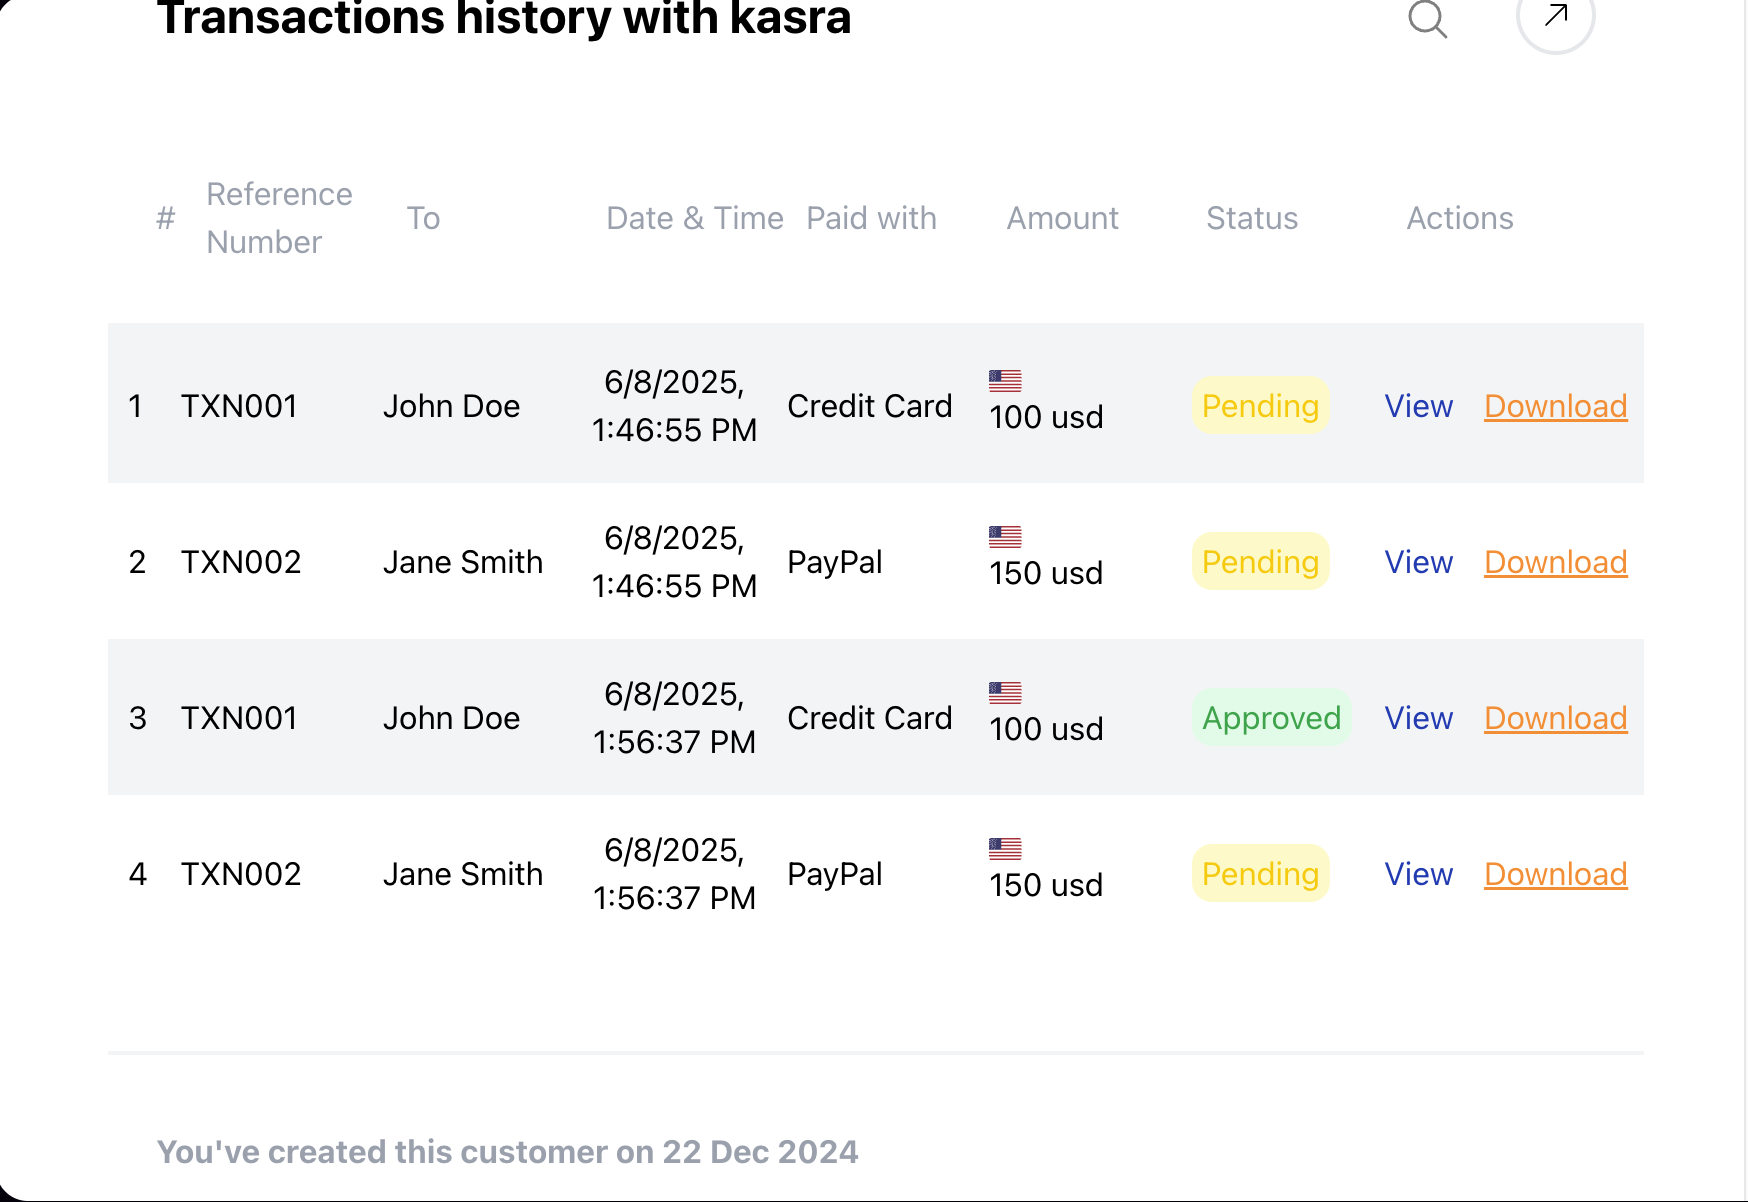 Transactions history with kasra
# Reference Number To Date & Time Paid with Amount Status Actions
1 TXN001 John Doe 6/8/2025, 1:46:55 PM Credit Card 100 usd Pending View Download
2 TXN002 Jane Smith 6/8/2025, 1:46:55 PM PayPal 150 usd Pending View Download
3 TXN001 John Doe 6/8/2025, 1:56:37 PM Credit Card 100 usd Approved View Download
4 TXN002 Jane Smith 6/8/2025, 1:56:37 PM PayPal 150 usd Pending View Download
You've created this customer on 22 Dec 2024